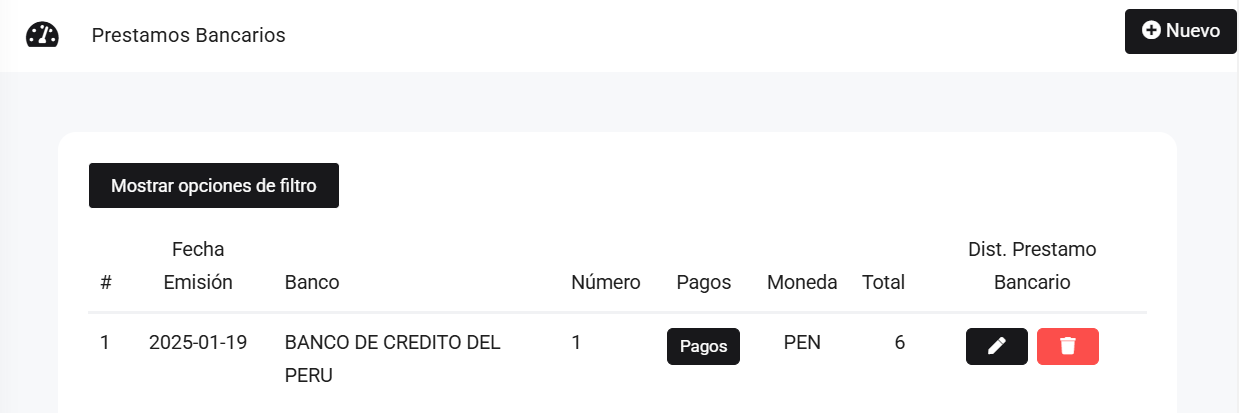 Prestamos Bancarios
Nuevo
Mostrar opciones de filtro
Fecha Dist. Prestamo
# Emisión Banco Número Pagos Moneda Total Bancario
1 2025-01-19 BANCO DE CREDITO DEL 1 Pagos PEN 6
PERU